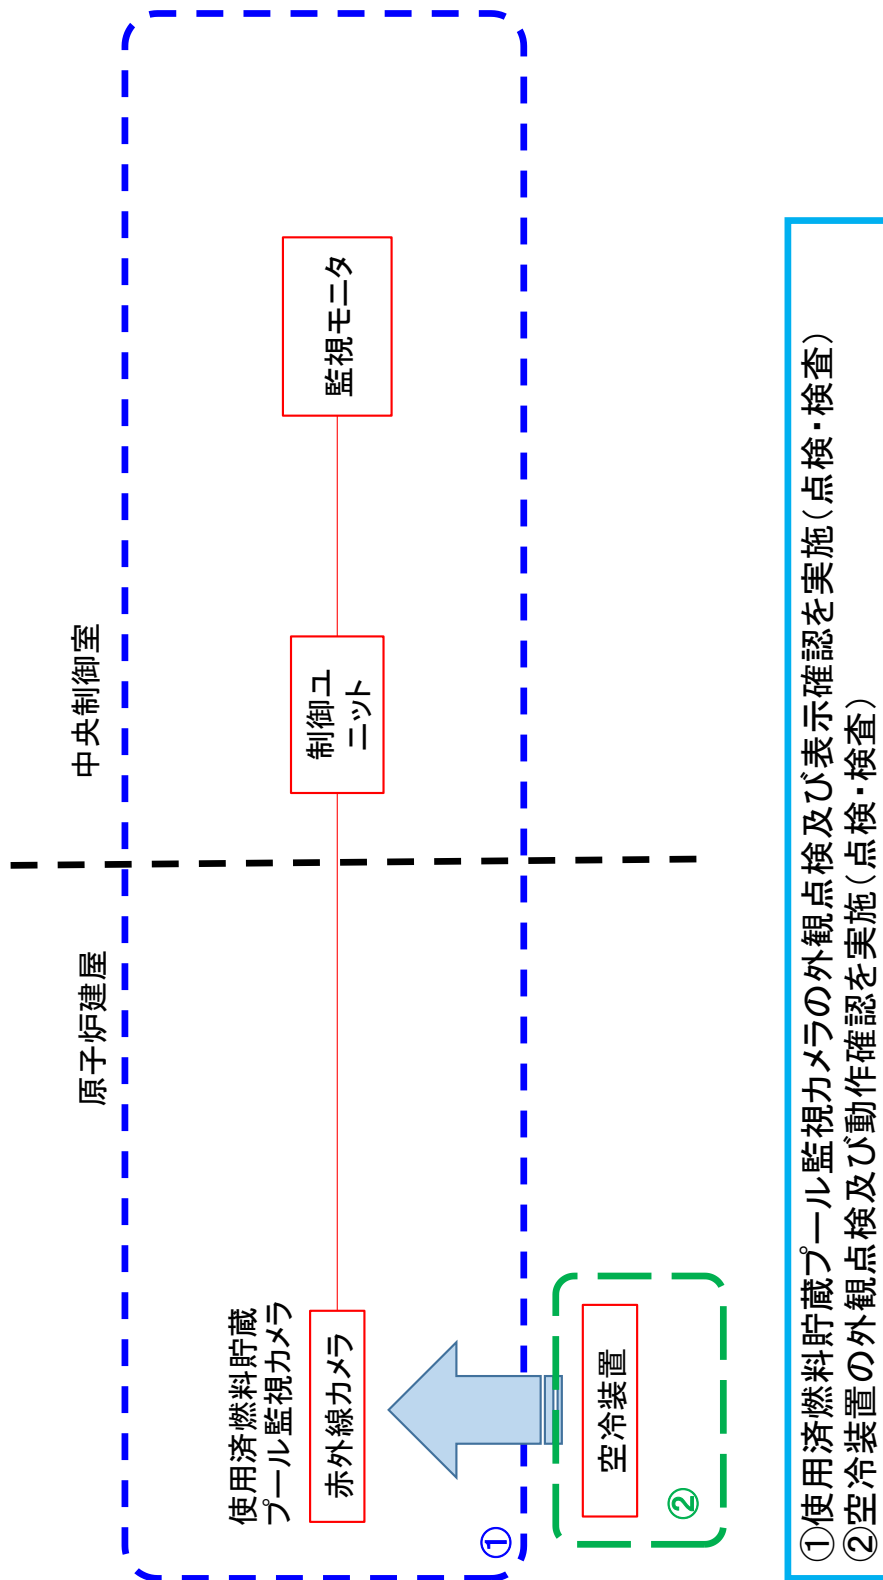 原子炉建屋
中央制御室
使用済燃料貯蔵
プール監視カメラ
赤外線カメラ
制御ユ
ニット
監視モニタ
①
空冷装置
②
①使用済燃料貯蔵プール監視カメラの外観点検及び表示確認を実施（点検・検査）
②空冷装置の外観点検及び動作確認を実施（点検・検査）